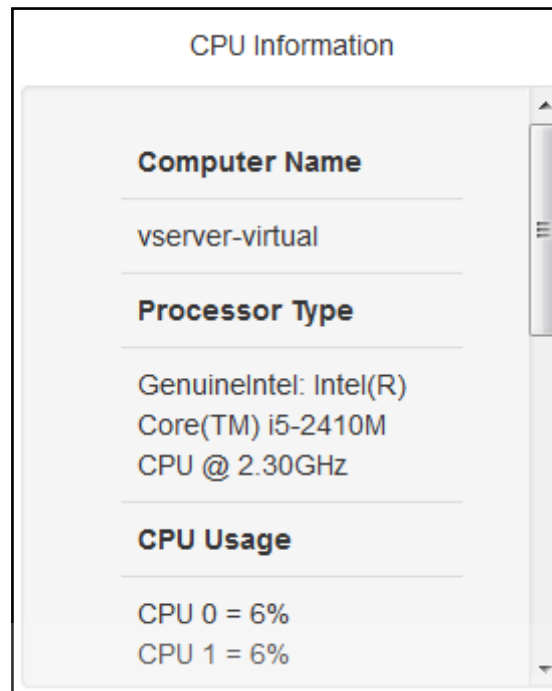 CPU Information
Computer Name
vserver-virtual
Processor Type
GenuineIntel: Intel(R)
Core(TM) i5-2410M
CPU @ 2.30GHz
CPU Usage
CPU 0 = 6%
CPU 1 = 6%